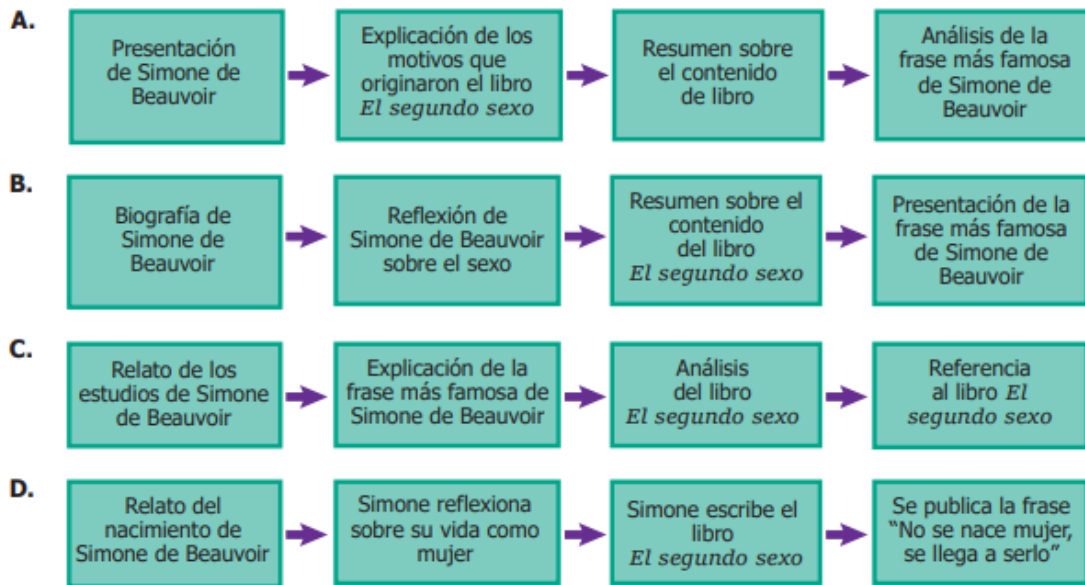 A.
Presentación
de Simone de
Beauvoir
Explicación de los
motivos que
originaron el libro
El segundo sexo
Resumen sobre
el contenido
de libro
Análisis de la
frase más famosa
de Simone de
Beauvoir
B.
Biografía de
Simone de
Beauvoir
Reflexión de
Simone de Beauvoir
sobre el sexo
Resumen sobre el
contenido
del libro
El segundo sexo
Presentación de la
frase más famosa
de Simone de
Beauvoir
C.
Relato de los
estudios de Simone
de Beauvoir
Explicación de la
frase más famosa de
Simone de Beauvoir
Análisis
del libro
El segundo sexo
Referencia
al libro El
segundo sexo
D.
Relato del
nacimiento de
Simone de Beauvoir
Simone reflexiona
sobre su vida como
mujer
Simone escribe el
libro
El segundo sexo
Se publica la frase
“No se nace mujer,
se llega a serlo”